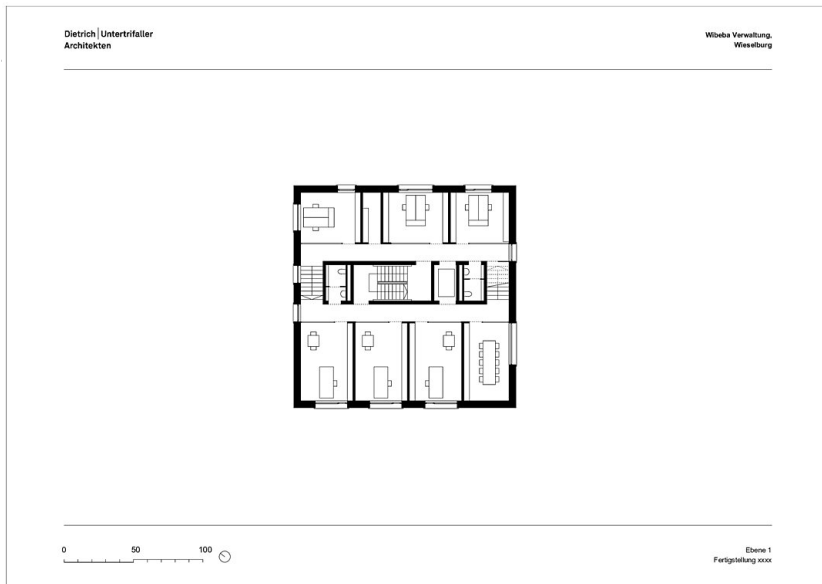 Dietrich | Untertrifaller
Architekten
Wibeba Verwaltung,
Wieselburg
0 50 100
Ebene 1
Fertigstellung xxxx